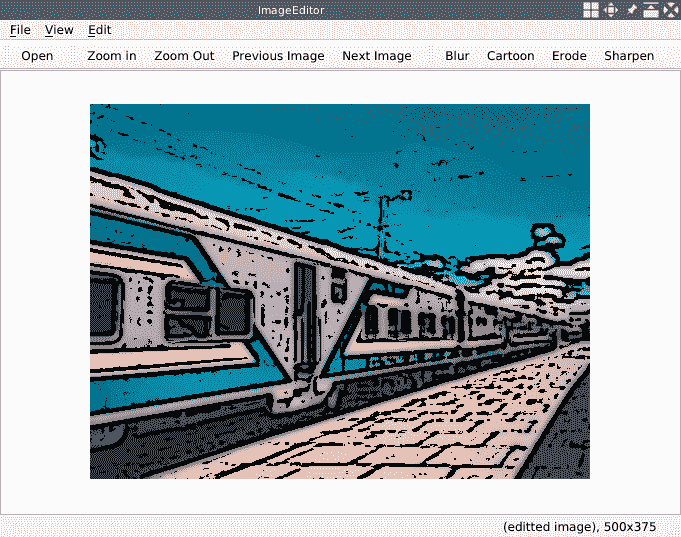 ImageEditor
File View Edit
Open Zoom in Zoom Out Previous Image Next Image Blur Cartoon Erode Sharpen
(editted image), 500x375